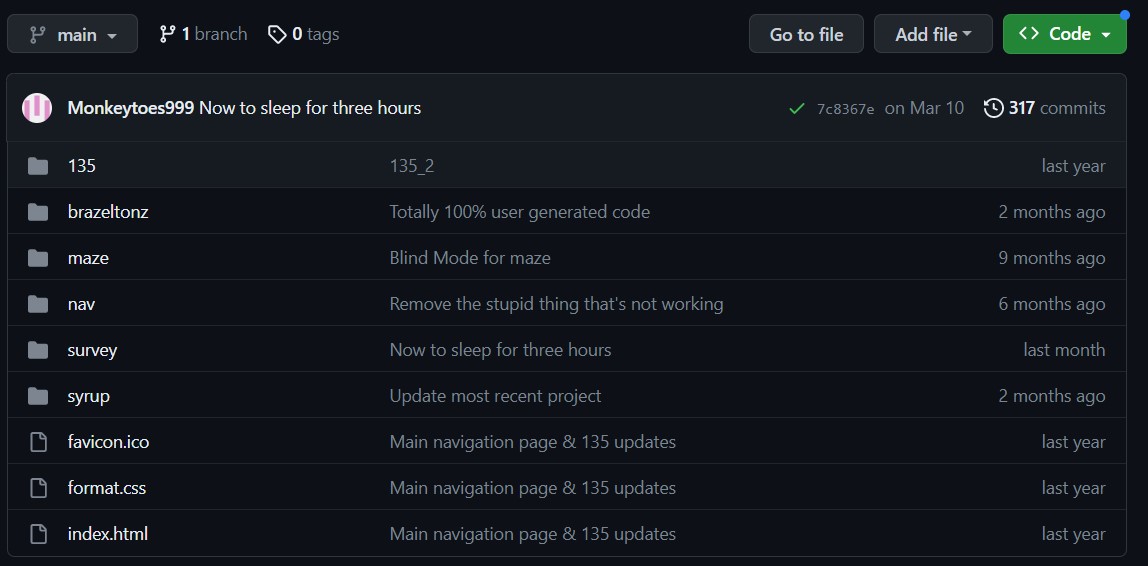 main 1 branch 0 tags Go to file Add file <> Code
Monkeytoes999 Now to sleep for three hours 7c8367e on Mar 10 317 commits
135 135_2 last year
brazeltonz Totally 100% user generated code 2 months ago
maze Blind Mode for maze 9 months ago
nav Remove the stupid thing that's not working 6 months ago
survey Now to sleep for three hours last month
syrup Update most recent project 2 months ago
favicon.ico Main navigation page & 135 updates last year
format.css Main navigation page & 135 updates last year
index.html Main navigation page & 135 updates last year